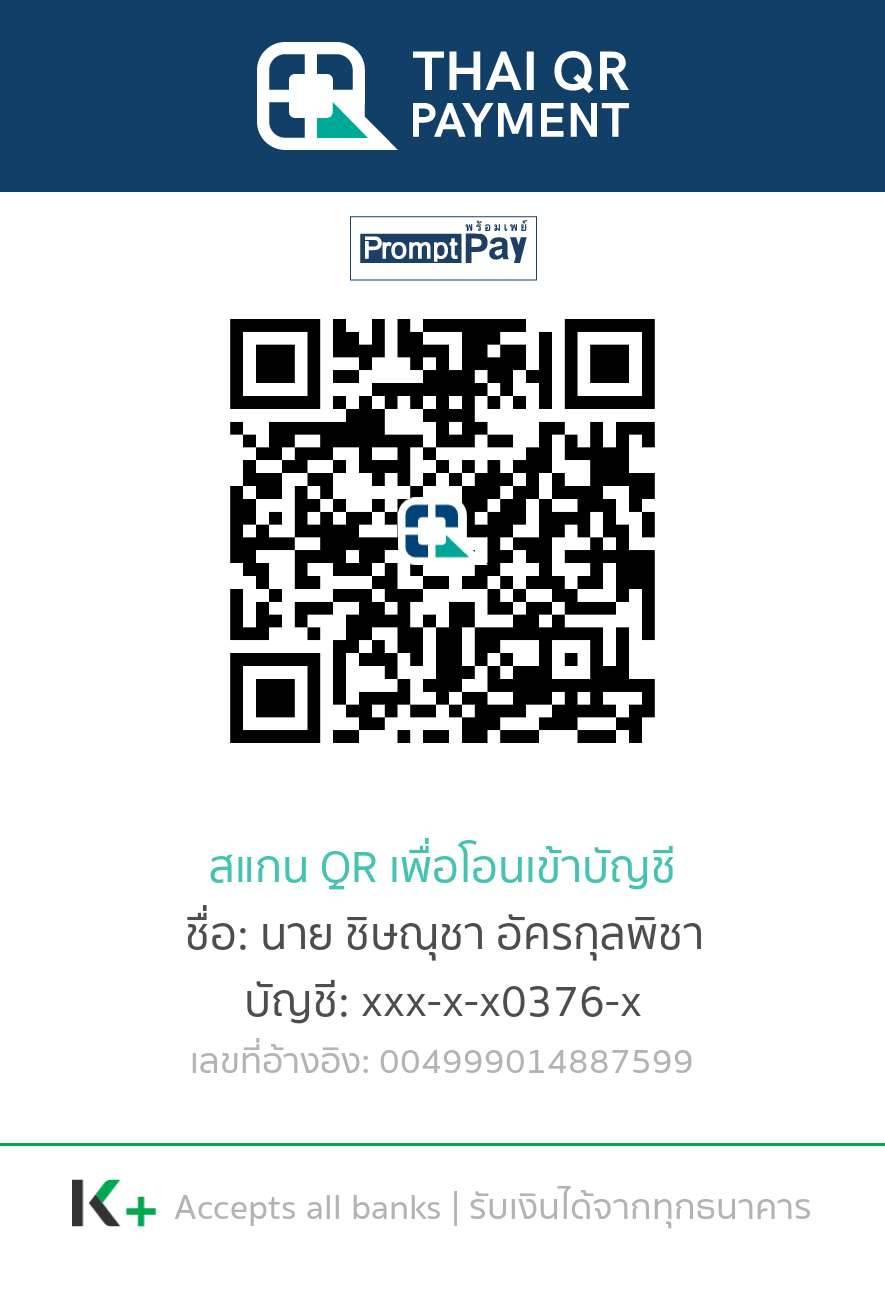 THAI QR
PAYMENT
พร้อมเพย์
PromptPay
สแกน QR เพื่อโอนเข้าบัญชี
ชื่อ: นาย ชิษณุชา อัครกุลพิชา
บัญชี: xxx-x-x0376-x
เลขที่อ้างอิง: 004999014887599
K+ Accepts all banks | รับเงินได้จากทุกธนาคาร